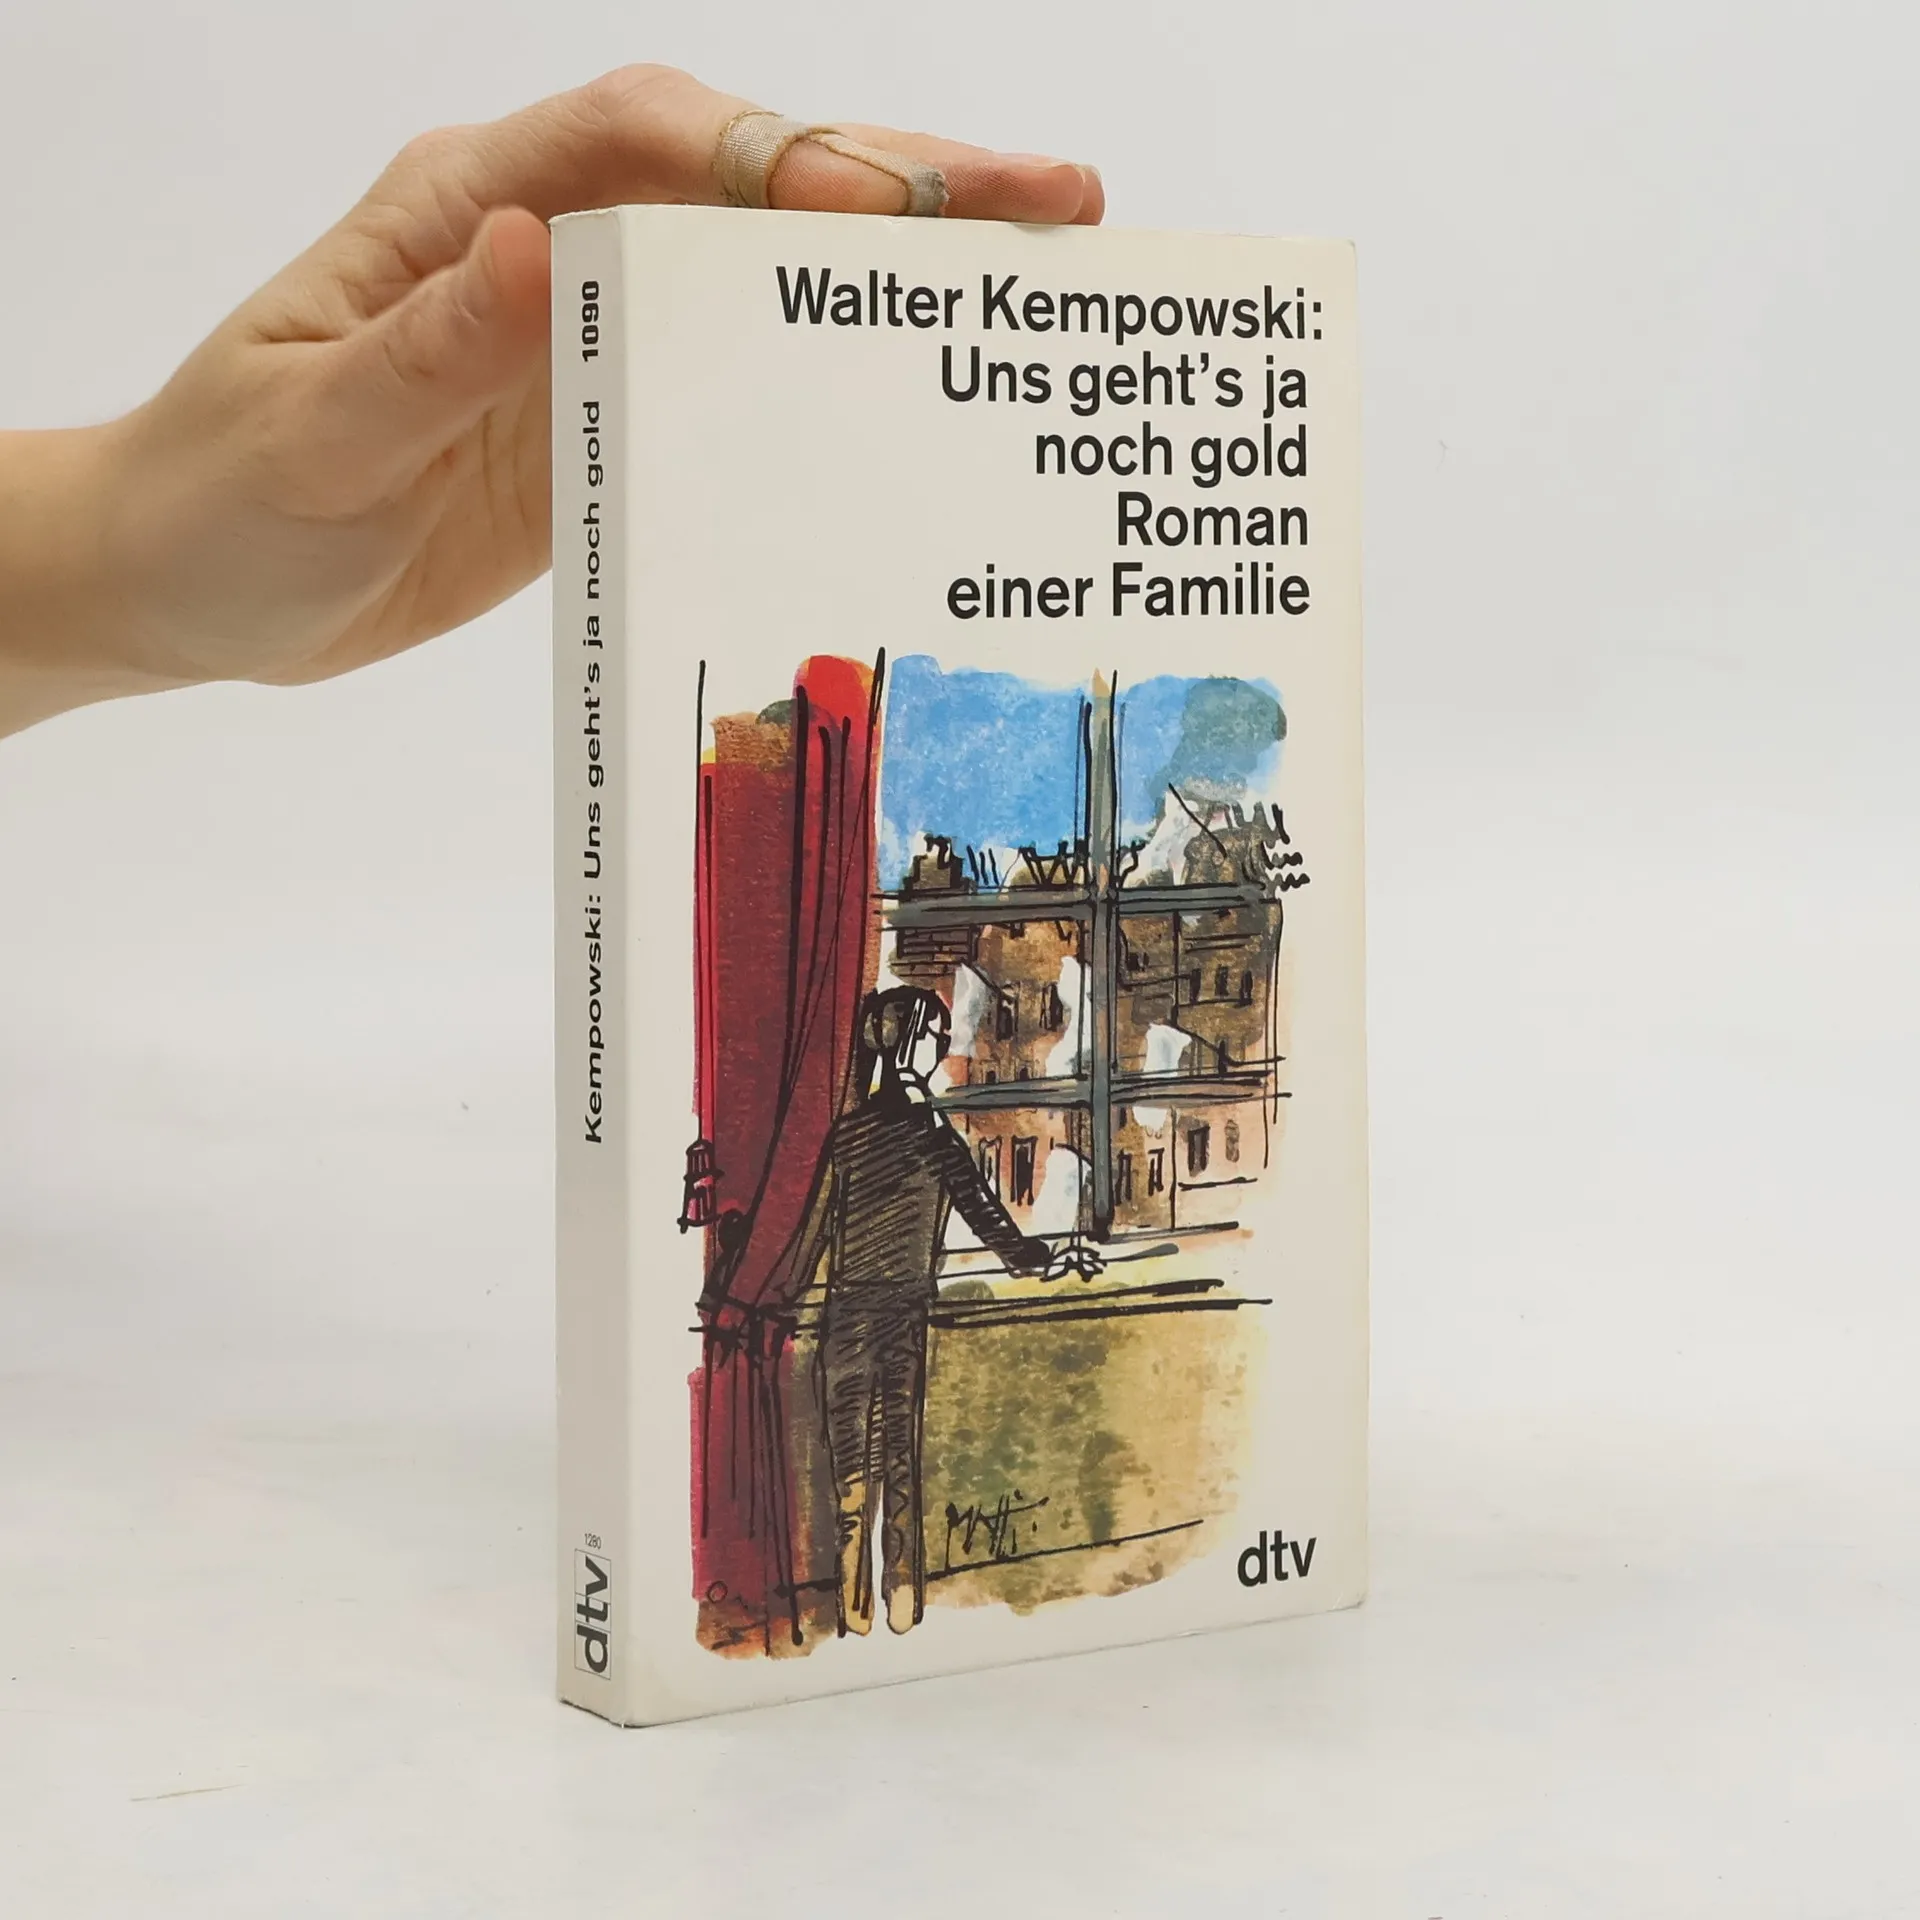 Walter Kempowski:
Uns geht's ja
noch gold
Roman
einer Familie
dtv
Kempowski: Uns geht's ja noch gold 1090
1280
dtv